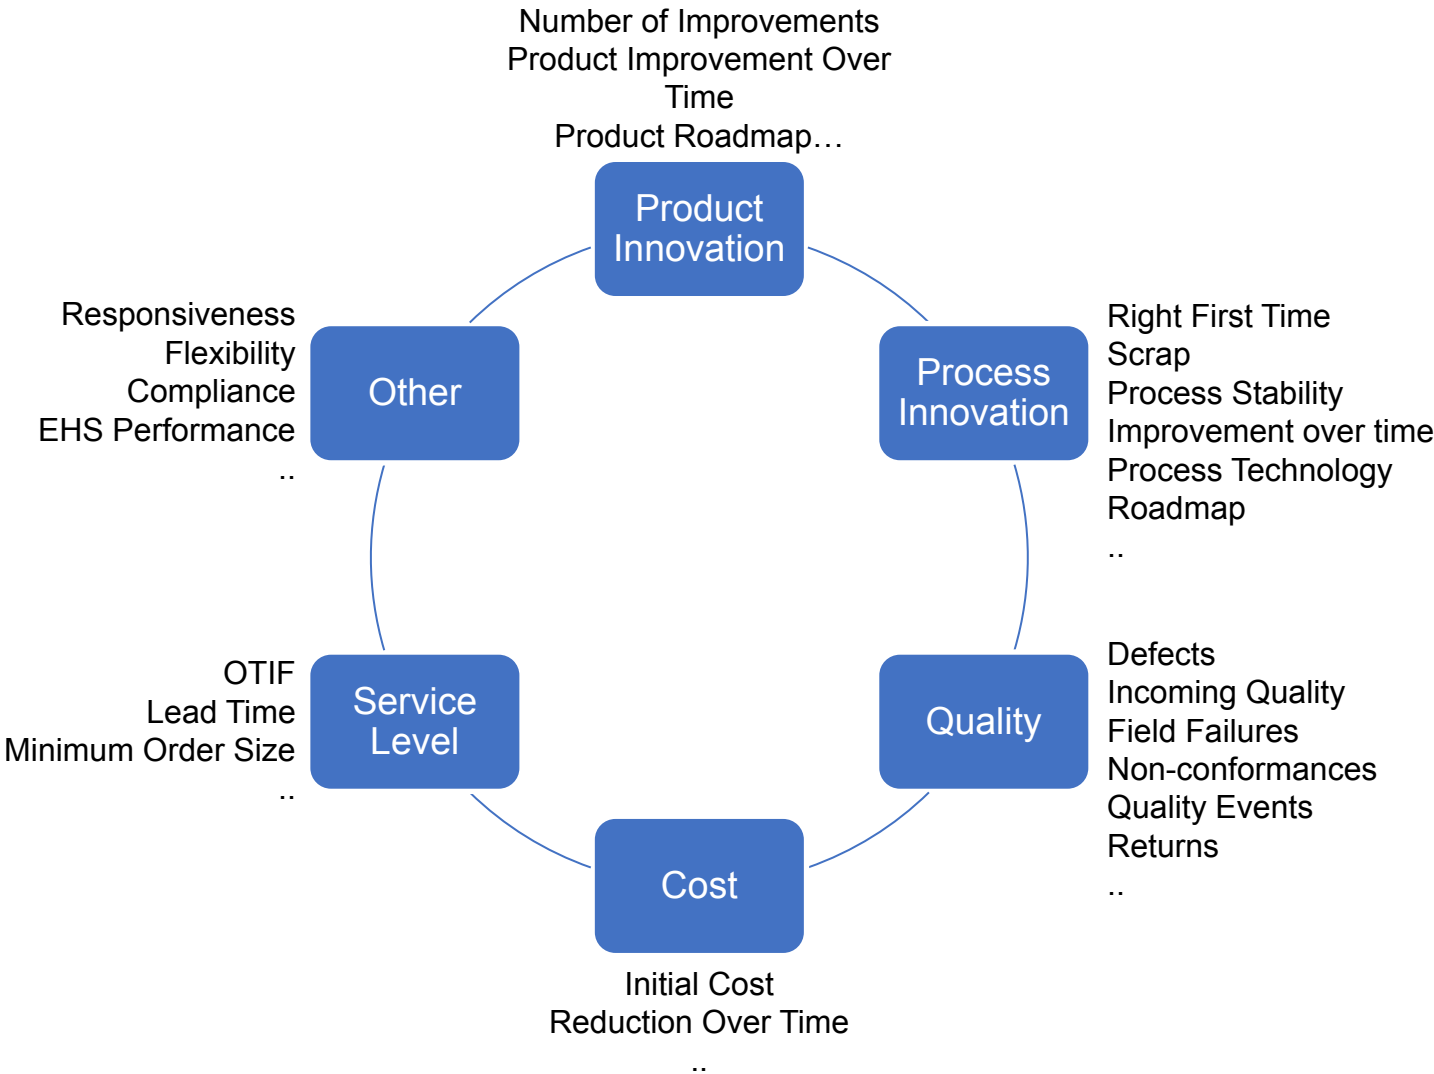 Number of Improvements
Product Improvement Over
Time
Product Roadmap…
Product
Innovation
Right First Time
Scrap
Process Stability
Improvement over time
Process Technology
Roadmap
..
Process
Innovation
Defects
Incoming Quality
Field Failures
Non-conformances
Quality Events
Returns
..
Quality
Cost
Initial Cost
Reduction Over Time
..
OTIF
Lead Time
Minimum Order Size
..
Service
Level
Responsiveness
Flexibility
Compliance
EHS Performance
..
Other